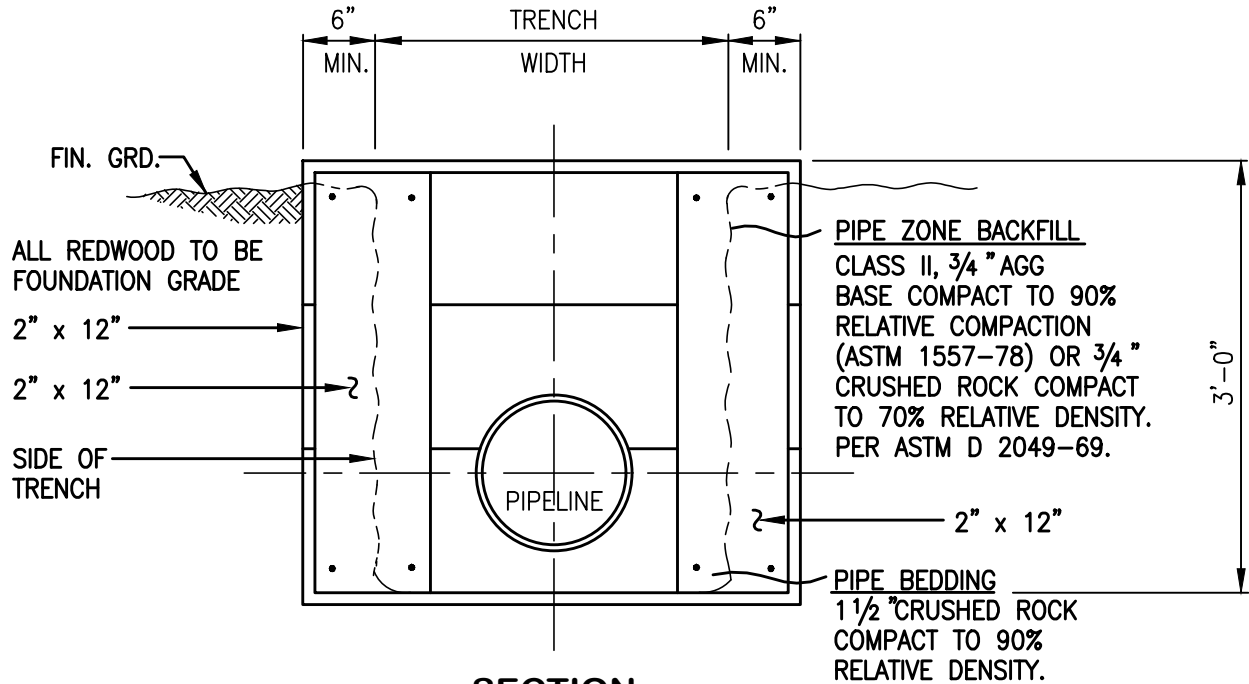 6" TRENCH 6"
MIN. WIDTH MIN.
FIN. GRD.
ALL REDWOOD TO BE
FOUNDATION GRADE
2" x 12"
2" x 12"
SIDE OF
TRENCH
PIPELINE
PIPE ZONE BACKFILL
CLASS II, 3/4" AGG
BASE COMPACT TO 90%
RELATIVE COMPACTION
(ASTM 1557-78) OR 3/4"
CRUSHED ROCK COMPACT
TO 70% RELATIVE DENSITY.
PER ASTM D 2049-69.
3'-0"
2" x 12"
PIPE BEDDING
1 1/2" CRUSHED ROCK
COMPACT TO 90%
RELATIVE DENSITY.
SECTION